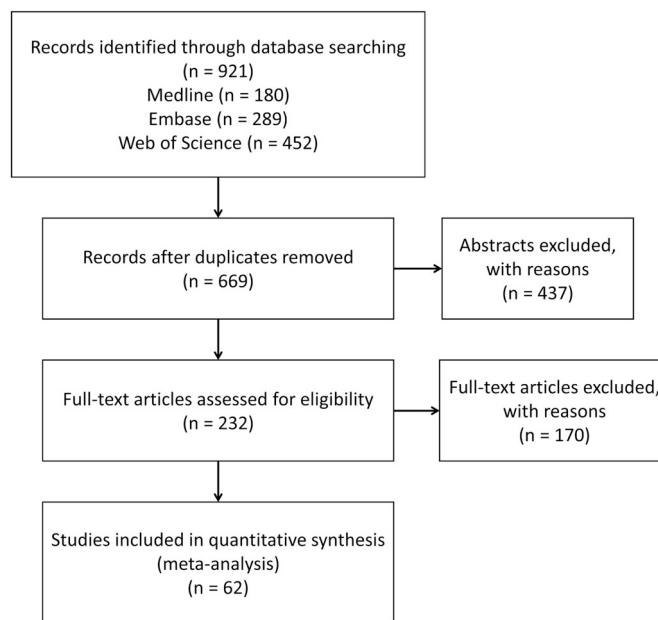 Records identified through database searching
(n = 921)
Medline (n = 180)
Embase (n = 289)
Web of Science (n = 452)
Records after duplicates removed
(n = 669)
Abstracts excluded,
with reasons
(n = 437)
Full-text articles assessed for eligibility
(n = 232)
Full-text articles excluded,
with reasons
(n = 170)
Studies included in quantitative synthesis
(meta-analysis)
(n = 62)